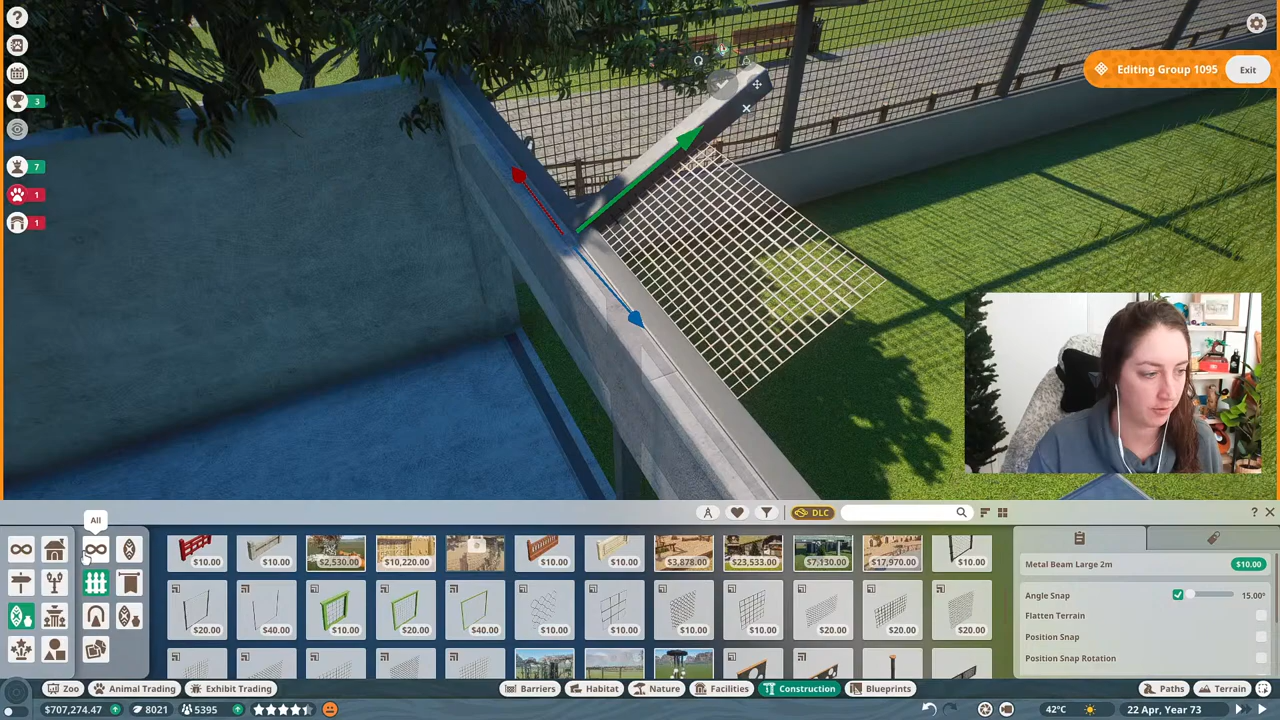 ?
Editing Group 1095 Exit
3
7
1
1
All
DLC
? ×
$10.00 $10.00 $2,530.00 $10,220.00 $10.00 $10.00 $3,878.00 $23,533.00 $7,130.00 $17,970.00 $10.00
Metal Beam Large 2m $10.00
Angle Snap 15.00°
$20.00 $40.00 $10.00 $20.00 $40.00 $10.00 $10.00 $10.00 $10.00 $20.00 $20.00 $20.00
Flatten Terrain
Position Snap
Position Snap Rotation
Zoo Animal Trading Exhibit Trading Barriers Habitat Nature Facilities Construction Blueprints Paths Terrain
$707,274.47 8021 5395 42°C 22 Apr, Year 73